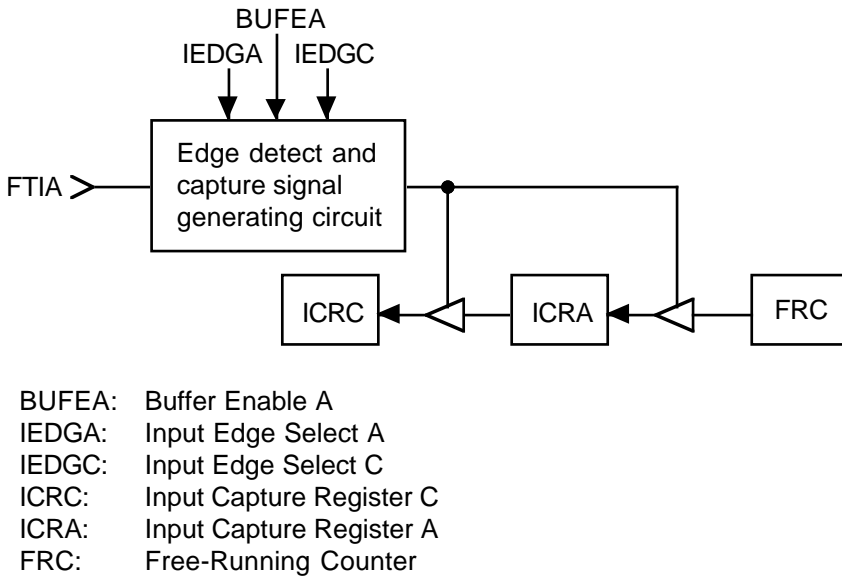 BUFEA
IEDGA IEDGC
FTIA
Edge detect and
capture signal
generating circuit
ICRC ICRA FRC
BUFEA: Buffer Enable A
IEDGA: Input Edge Select A
IEDGC: Input Edge Select C
ICRC: Input Capture Register C
ICRA: Input Capture Register A
FRC: Free-Running Counter